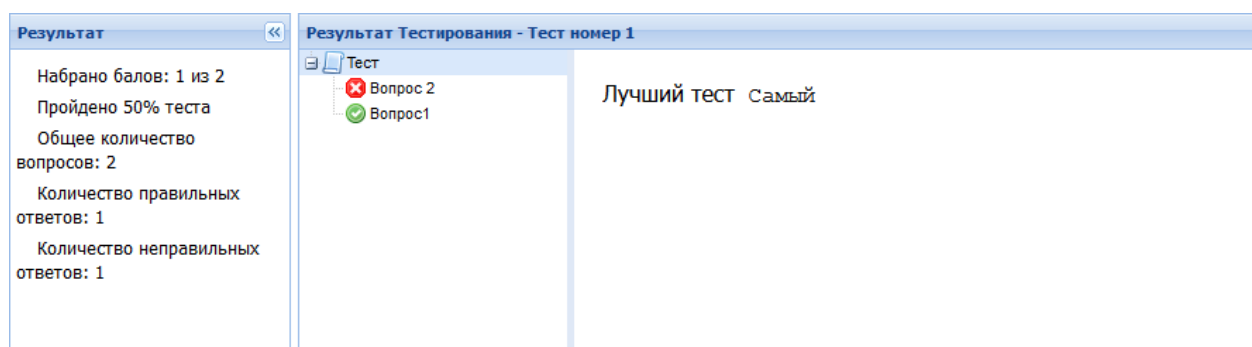 Результат
Набрано балов: 1 из 2
Пройдено 50% теста
Общее количество
вопросов: 2
Количество правильных
ответов: 1
Количество неправильных
ответов: 1
Результат Тестирования - Тест номер 1
Тест
Вопрос 2
Вопрос1
Лучший тест Самый